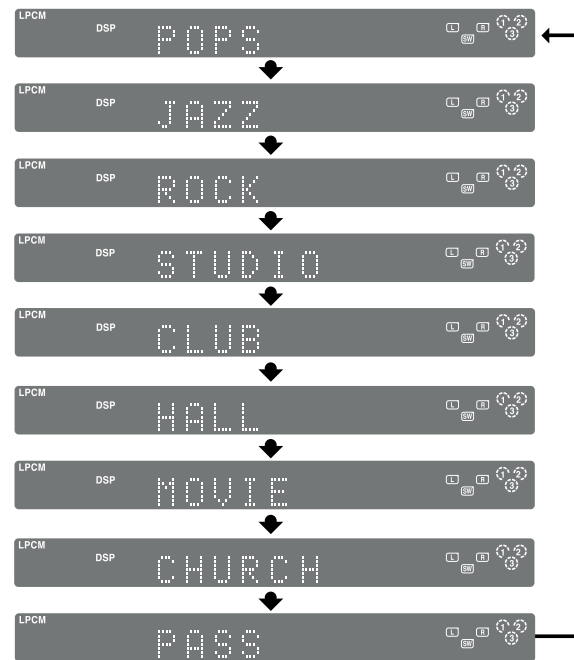 LPCM
DSP POPS L R 1 2
SW 3
LPCM
DSP JAZZ L R 1 2
SW 3
LPCM
DSP ROCK L R 1 2
SW 3
LPCM
DSP STUDIO L R 1 2
SW 3
LPCM
DSP CLUB L R 1 2
SW 3
LPCM
DSP HALL L R 1 2
SW 3
LPCM
DSP MOVIE L R 1 2
SW 3
LPCM
DSP CHURCH L R 1 2
SW 3
LPCM
PASS L R 1 2
SW 3